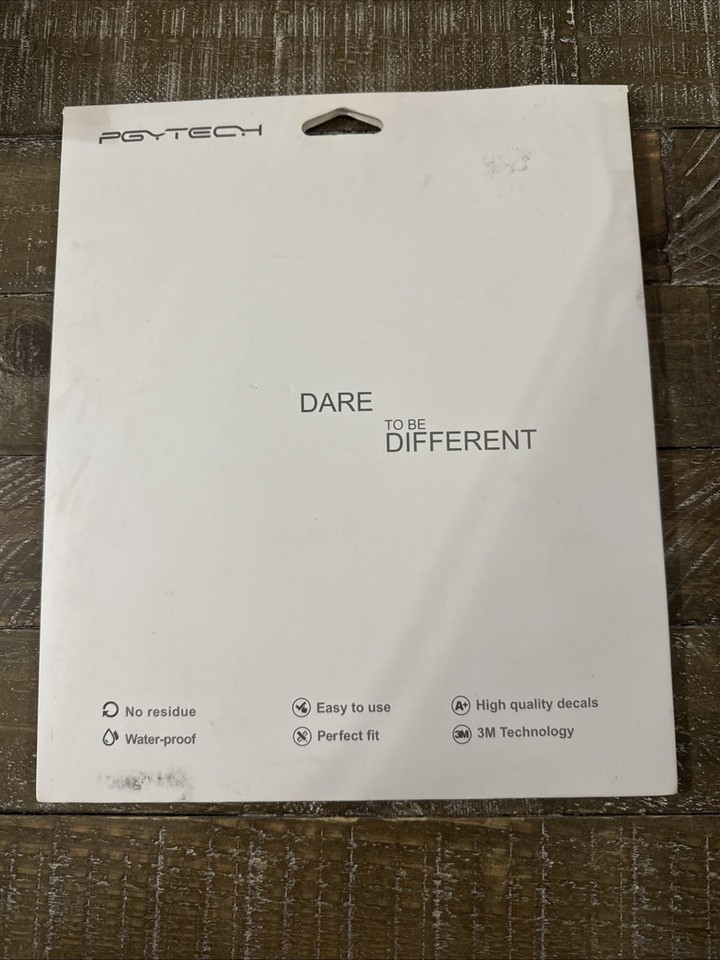 PGYTECH
DARE
TO BE
DIFFERENT
No residue
Easy to use
A+ High quality decals
Water-proof
Perfect fit
3M 3M Technology